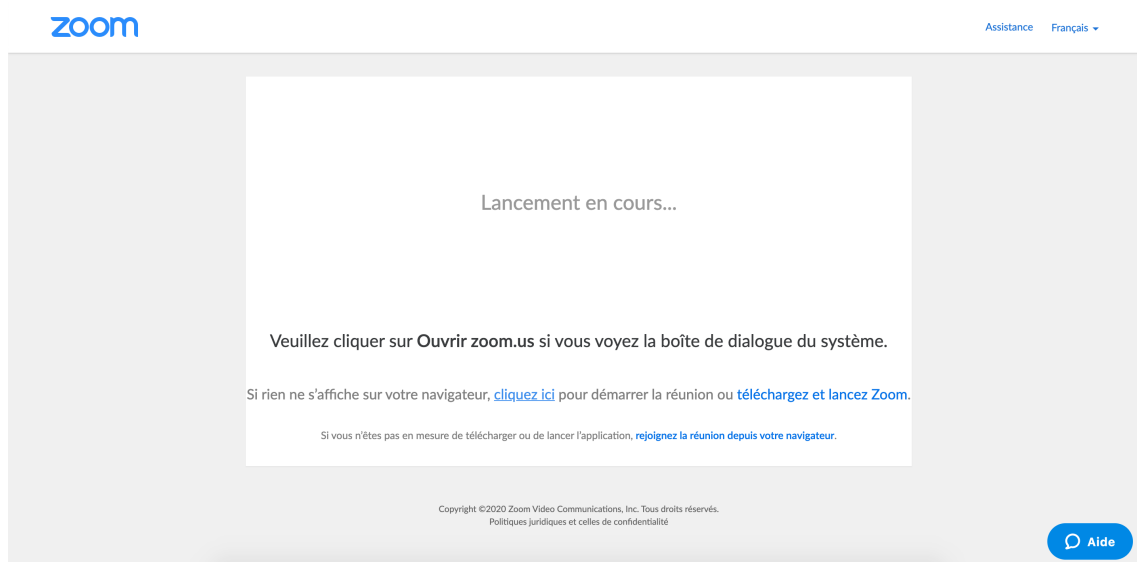 zoom
Assistance Français
Lancement en cours...
Veuillez cliquer sur Ouvrir zoom.us si vous voyez la boîte de dialogue du système.
Si rien ne s’affiche sur votre navigateur, cliquez ici pour démarrer la réunion ou téléchargez et lancez Zoom.
Si vous n’êtes pas en mesure de télécharger ou de lancer l’application, rejoignez la réunion depuis votre navigateur.
Copyright ©2020 Zoom Video Communications, Inc. Tous droits réservés.
Politiques juridiques et celles de confidentialité
Aide